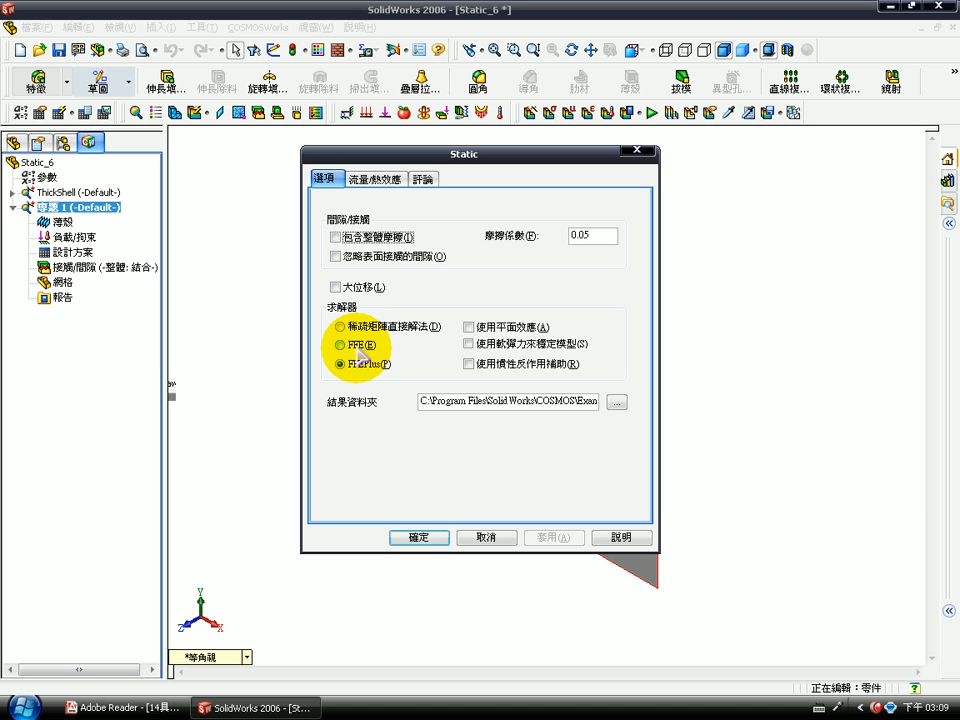 SolidWorks 2006 - [Static_6 *]
檔案(F) 編輯(E) 檢視(V) 插入(I) 工具(T) COSMOSWorks 視窗(W) 說明(H)
特徵 草圖 伸長填... 伸長除料 旋轉填... 旋轉除料 掃出填... 疊層拉... 圓角 導角 肋材 薄殼 拔模 異型孔... 直線複... 環狀複... 鏡射
Static_6
參數
ThickShell (-Default-)
專題 1 (-Default-)
薄殼
負載/拘束
設計方案
接觸/間隙 (-整體: 結合-)
網格
報告
Static
選項 流量/熱效應 評論
間隙/接觸
包含整體摩擦(I)
摩擦係數(F):
0.05
忽略表面接觸的間隙(O)
大位移(L)
求解器
稀疏矩陣直接解法(D)
使用平面效應(A)
FFE(E)
使用軟彈力來穩定模型(S)
FFEPlus(P)
使用慣性反作用補助(R)
結果資料夾
C:\Program Files\Solid Works\COSMOS\Exan
...
確定 取消 套用(A) 說明
Y
Z X
*等角視
正在編輯：零件
Adobe Reader - [14具... SolidWorks 2006 - [St... 下午 03:09